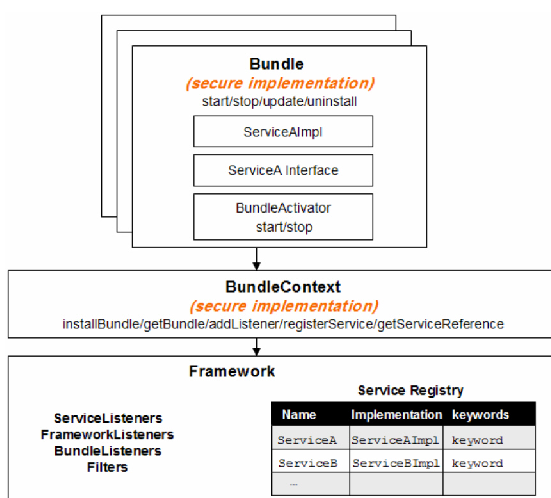 Bundle
(secure implementation)
start/stop/update/uninstall
ServiceAImpl
ServiceA Interface
BundleActivator
start/stop
BundleContext
(secure implementation)
installBundle/getBundle/addListener/registerService/getServiceReference
Framework
ServiceListeners
FrameworkListeners
BundleListeners
Filters
Service Registry
Name Implementation keywords
ServiceA ServiceAImpl keyword
ServiceB ServiceBImpl keyword
...